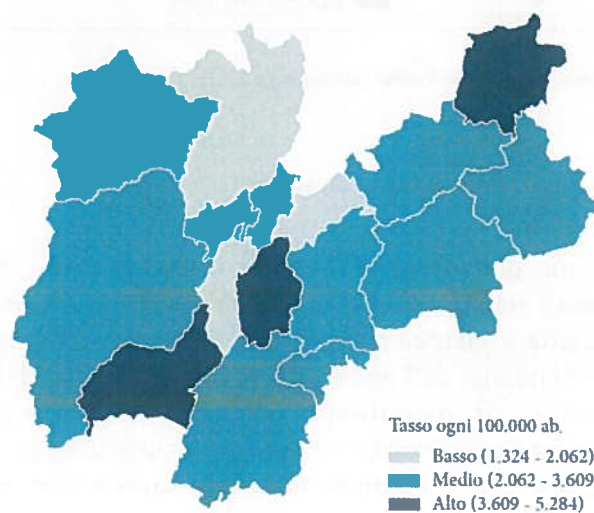 Tasso ogni 100.000 ab.
Basso (1.324 - 2.062)
Medio (2.062 - 3.609
Alto (3.609 - 5.284)